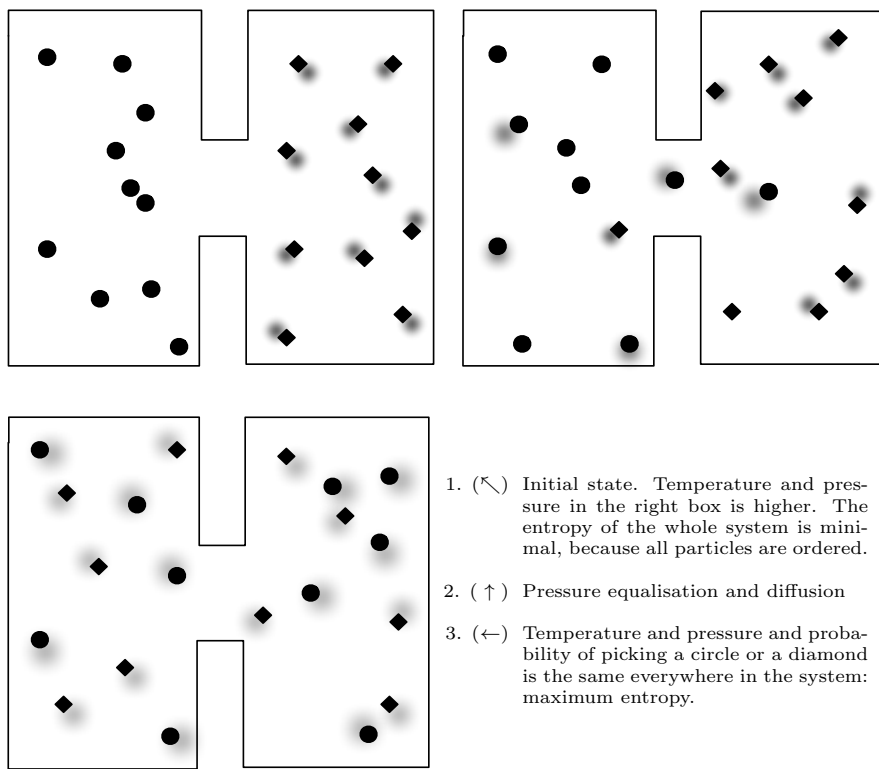 1. (↖) Initial state. Temperature and pres-
sure in the right box is higher. The
entropy of the whole system is mini-
mal, because all particles are ordered.
2. (↑) Pressure equalisation and diffusion
3. (←) Temperature and pressure and proba-
bility of picking a circle or a diamond
is the same everywhere in the system:
maximum entropy.